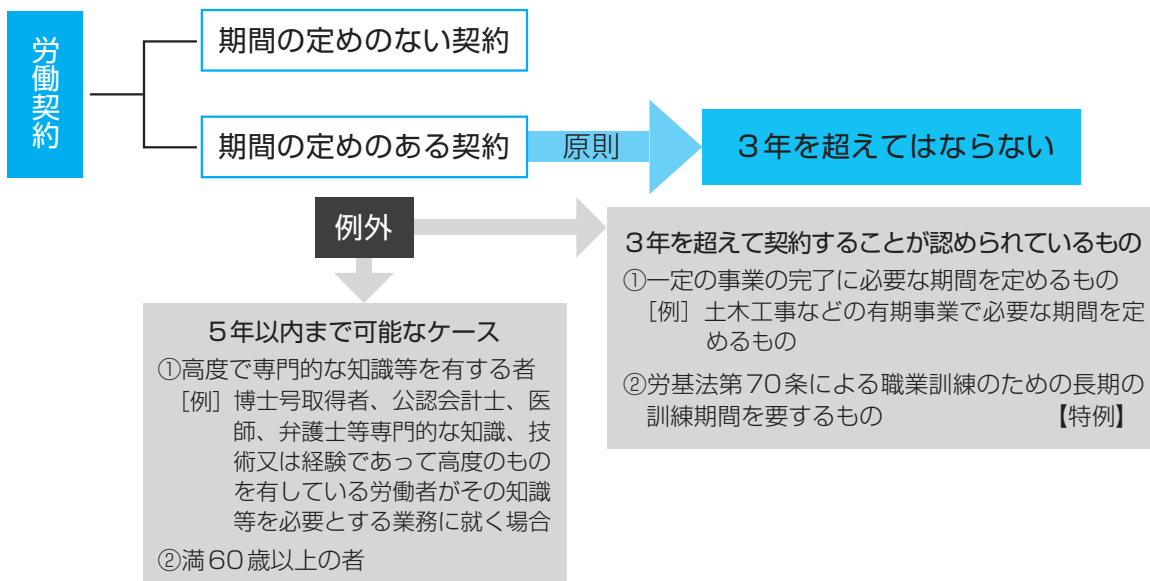 労働契約
期間の定めのない契約
期間の定めのある契約
原則
3年を超えてはならない
例外
3年を超えて契約することが認められているもの
①一定の事業の完了に必要な期間を定めるもの
［例］土木工事などの有期事業で必要な期間を定
めるもの
②労基法第70条による職業訓練のための長期の
訓練期間を要するもの　【特例】
5年以内まで可能なケース
①高度で専門的な知識等を有する者
［例］博士号取得者、公認会計士、医
師、弁護士等専門的な知識、技
術又は経験であって高度のもの
を有している労働者がその知識
等を必要とする業務に就く場合
②満60歳以上の者